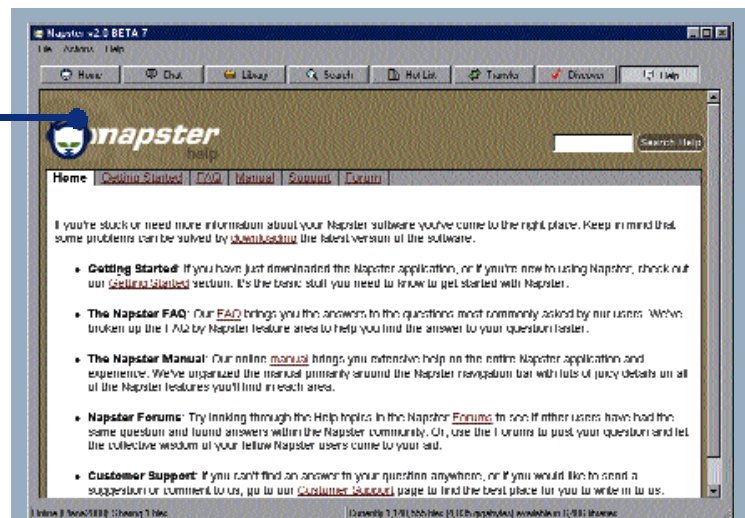 Napster v2.0 BETA 7
File Actions Help
Home Chat Library Search Hot List Transfer Discover Help
napster
help
Search Help
Home Getting Started FAQ Manual Support Forum
If you're stuck or need more information about your Napster software you've come to the right place. Keep in mind that
some problems can be solved by downloading the latest version of the software.
• Getting Started: If you have just downloaded the Napster application, or if you're new to using Napster, check out
our Getting Started section. It's the basic stuff you need to know to get started with Napster.
• The Napster FAQ: Our FAQ brings you the answers to the questions most commonly asked by our users. We've
broken up the FAQ by Napster feature area to help you find the answer to your question faster.
• The Napster Manual: Our online manual brings you extensive help on the entire Napster application and
experience. We've organized the manual primarily around the Napster navigation bar with lots of juicy details on all
of the Napster features you'll find in each area.
• Napster Forums: Try looking through the Help topics in the Napster Forums to see if other users have had the
same question and found answers within the Napster community. Or, use the Forums to post your question and let
the collective wisdom of your fellow Napster users come to your aid.
• Customer Support: If you can't find an answer to your question anywhere, or if you would like to send a
suggestion or comment to us, go to our Customer Support page to find the best place for you to write in to us.
Online Sharing 1 files
Currently files gigabytes) available in libraries